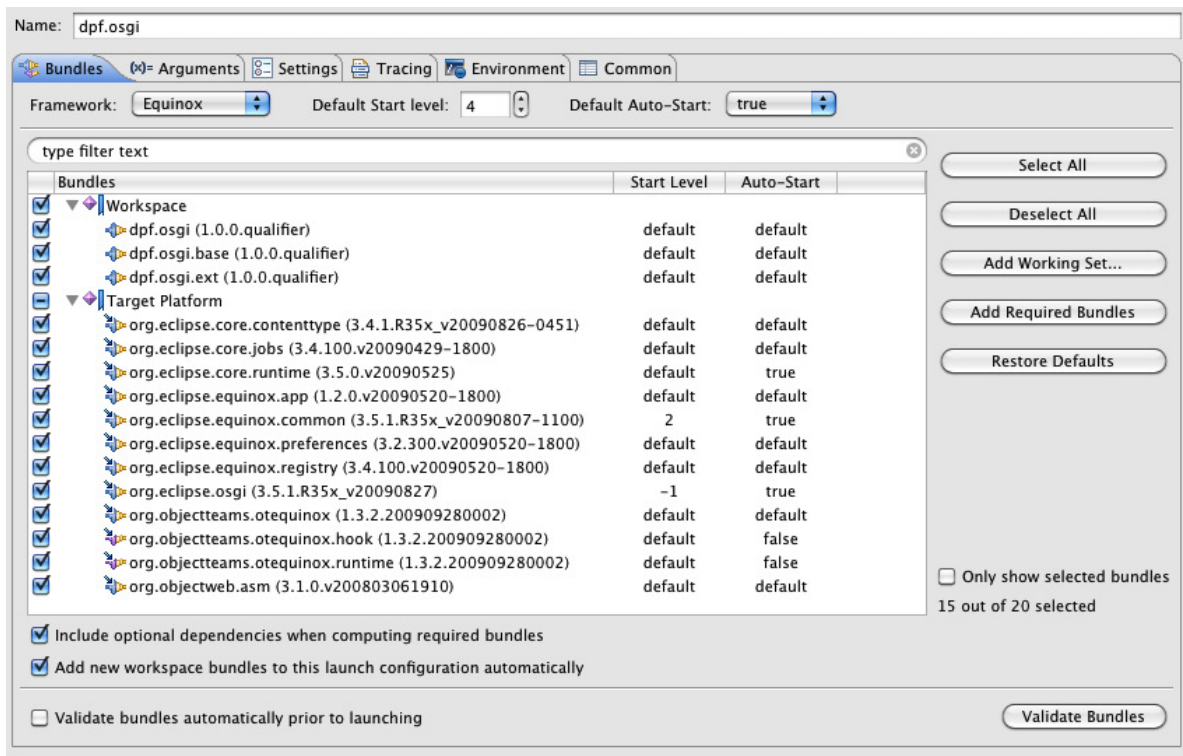 Name: dpf.osgi
Bundles (x)= Arguments Settings Tracing Environment Common
Framework: Equinox Default Start level: 4 Default Auto-Start: true
type filter text
Select All
Bundles Start Level Auto-Start
Workspace
Deselect All
dpf.osgi (1.0.0.qualifier) default default
dpf.osgi.base (1.0.0.qualifier) default default
Add Working Set...
dpf.osgi.ext (1.0.0.qualifier) default default
Target Platform
Add Required Bundles
org.eclipse.core.contenttype (3.4.1.R35x_v20090826-0451) default default
org.eclipse.core.jobs (3.4.100.v20090429-1800) default default
Restore Defaults
org.eclipse.core.runtime (3.5.0.v20090525) default true
org.eclipse.equinox.app (1.2.0.v20090520-1800) default default
org.eclipse.equinox.common (3.5.1.R35x_v20090807-1100) 2 true
org.eclipse.equinox.preferences (3.2.300.v20090520-1800) default default
org.eclipse.equinox.registry (3.4.100.v20090520-1800) default default
org.eclipse.osgi (3.5.1.R35x_v20090827) -1 true
org.objectteams.otequinox (1.3.2.200909280002) default default
org.objectteams.otequinox.hook (1.3.2.200909280002) default false
org.objectteams.otequinox.runtime (1.3.2.200909280002) default false
org.objectweb.asm (3.1.0.v200803061910) default default
Only show selected bundles
15 out of 20 selected
Include optional dependencies when computing required bundles
Add new workspace bundles to this launch configuration automatically
Validate bundles automatically prior to launching
Validate Bundles